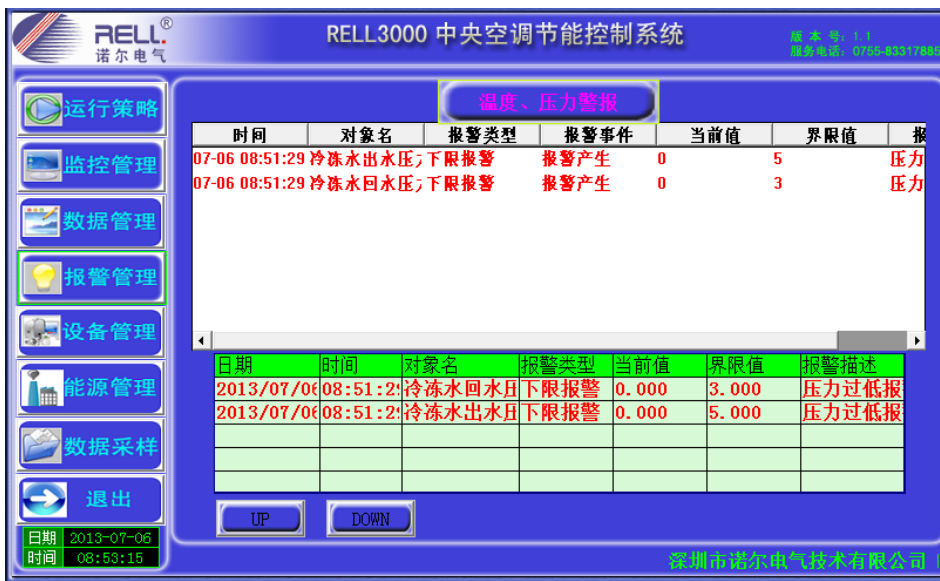 RELL®
诺尔电气
RELL3000 中央空调节能控制系统
版 本 号: 1.1
服务电话: 0755-83317885
运行策略
监控管理
数据管理
报警管理
设备管理
能源管理
数据采样
退出
日期 2013-07-06
时间 08:53:15
温度、压力警报
时间 对象名 报警类型 报警事件 当前值 界限值 报
07-06 08:51:29 冷冻水出水压 下限报警 报警产生 0 5 压力
07-06 08:51:29 冷冻水回水压 下限报警 报警产生 0 3 压力
日期 时间 对象名 报警类型 当前值 界限值 报警描述
2013/07/06 08:51:29 冷冻水回水压 下限报警 0.000 3.000 压力过低报
2013/07/06 08:51:29 冷冻水出水压 下限报警 0.000 5.000 压力过低报
UP DOWN
深圳市诺尔电气技术有限公司